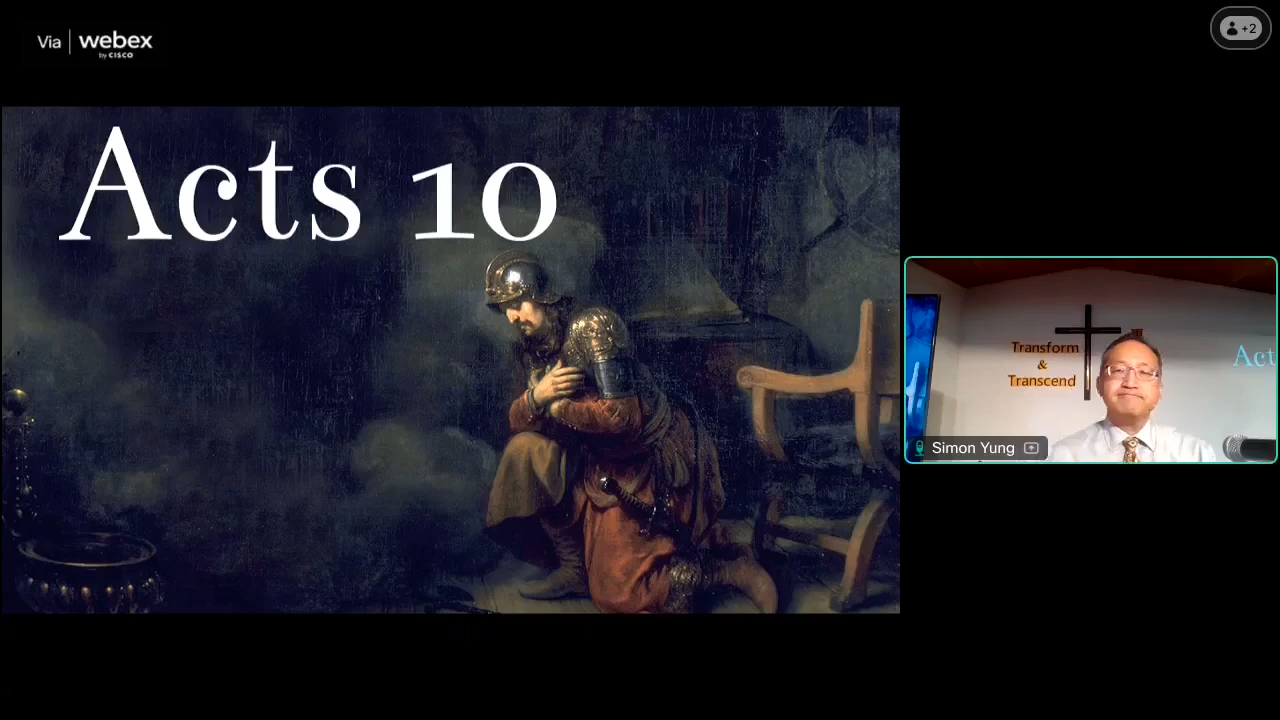 Via | webex
by CISCO
+2
Acts 10
Transform
&
Transcend
Act
Simon Yung